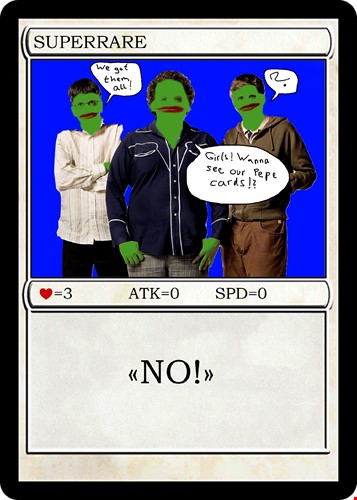 SUPERRARE
We got
them,
all!
?
Girls! Wanna
see our Pepe
cards!?
♥=3 ATK=0 SPD=0
«NO!»